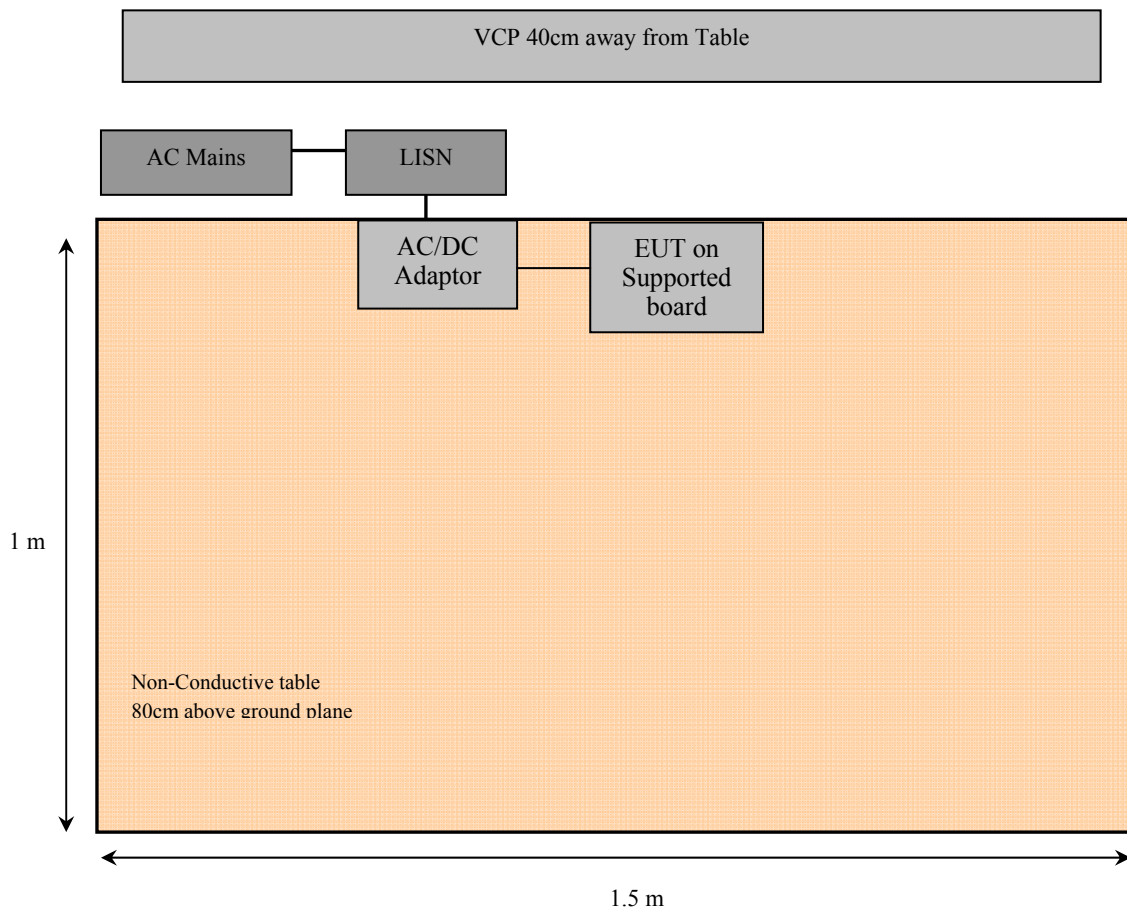 VCP 40cm away from Table
AC Mains
LISN
AC/DC
Adaptor
EUT on
Supported
board
1 m
Non-Conductive table
80cm above ground plane
1.5 m